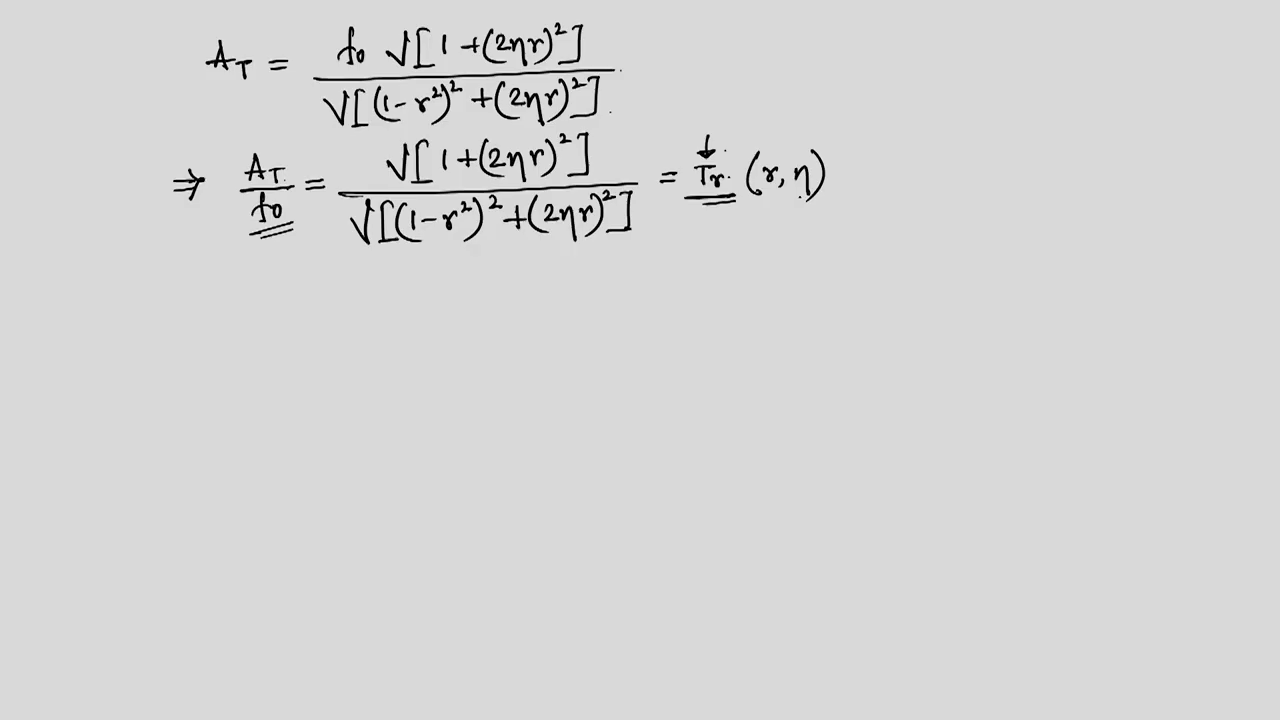 A_T = f₀ √[1 + (2ηr)²] / √[(1 - r²)² + (2ηr)²]
⇒ A_T / f₀ = √[1 + (2ηr)²] / √[(1 - r²)² + (2ηr)²] = Tr (r, η)